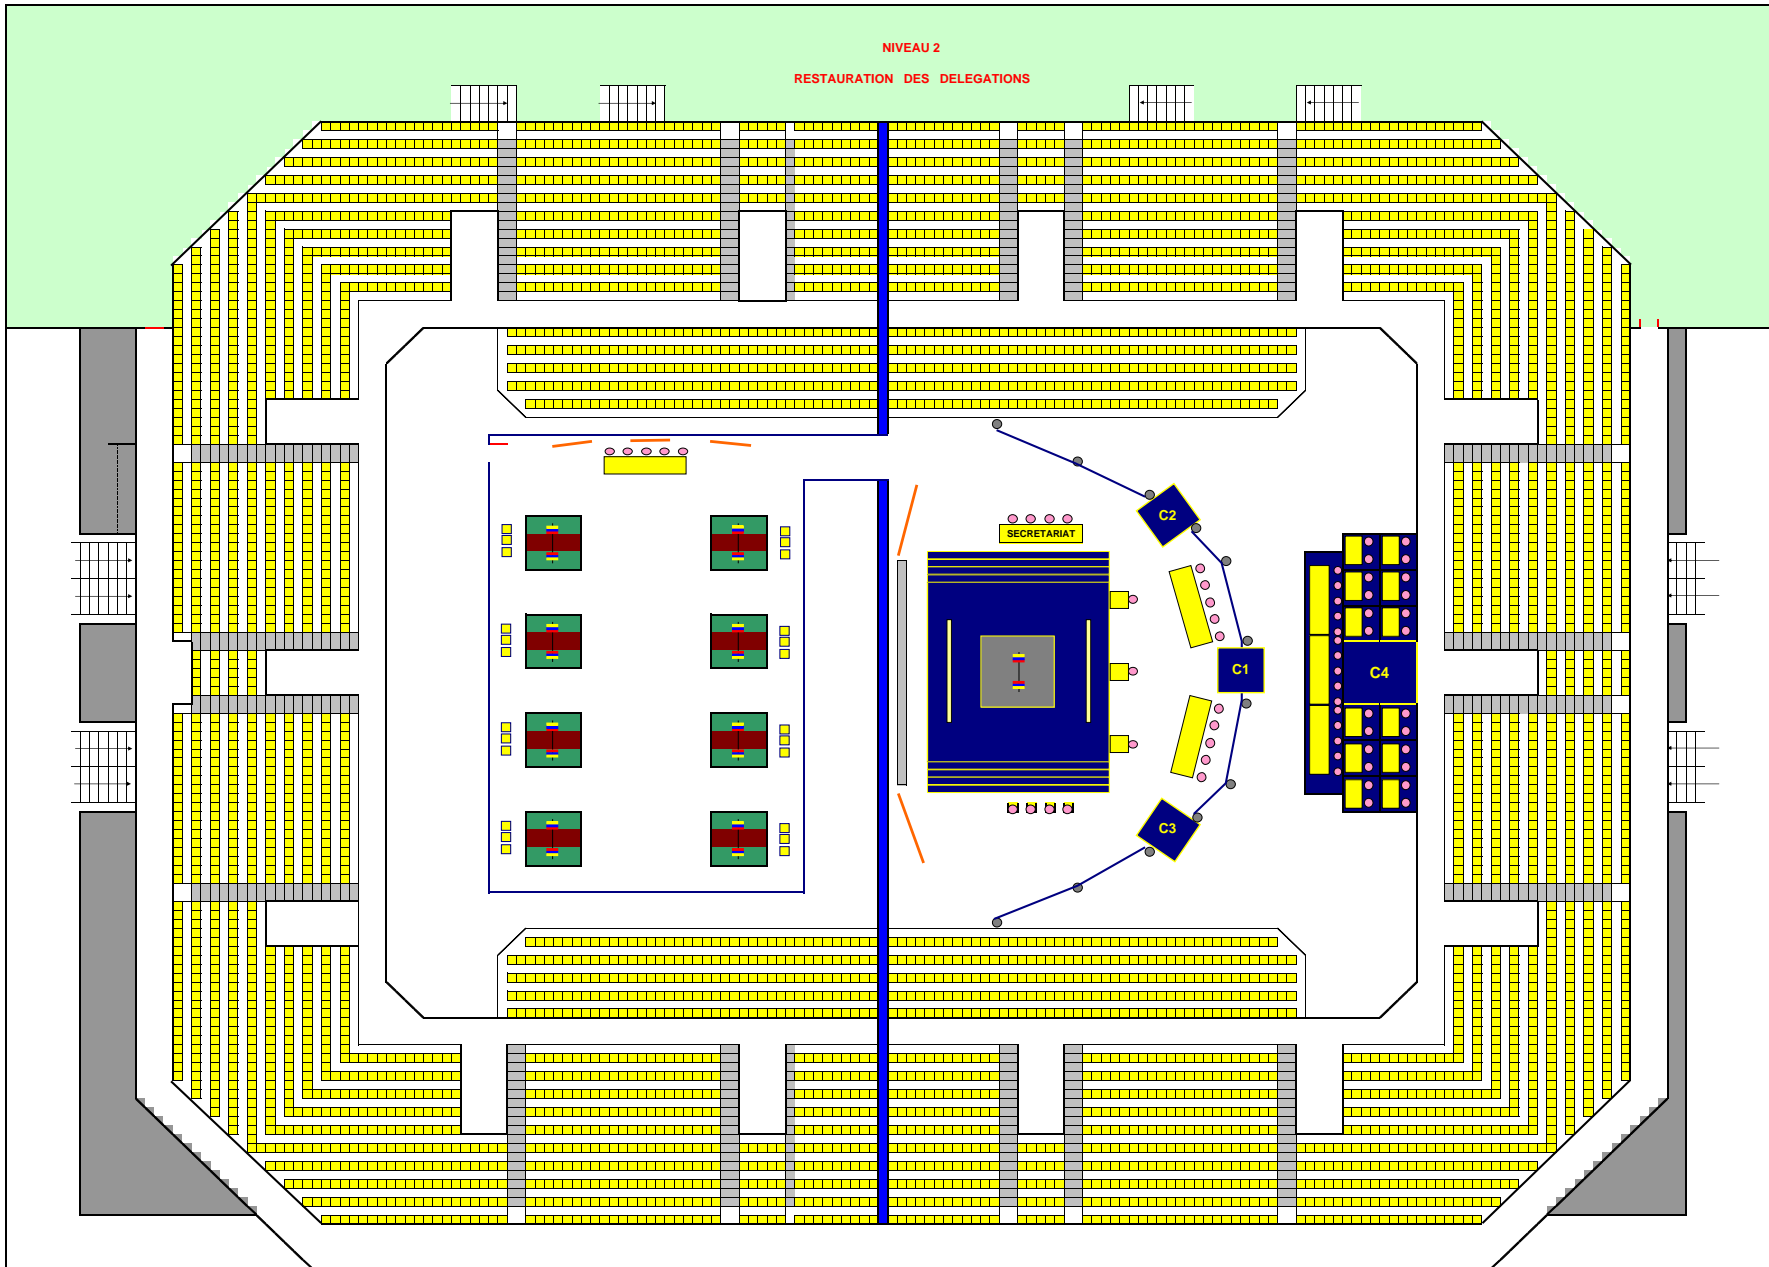 NIVEAU 2
RESTAURATION DES DELEGATIONS
C2
SECRETARIAT
C1
C4
C3